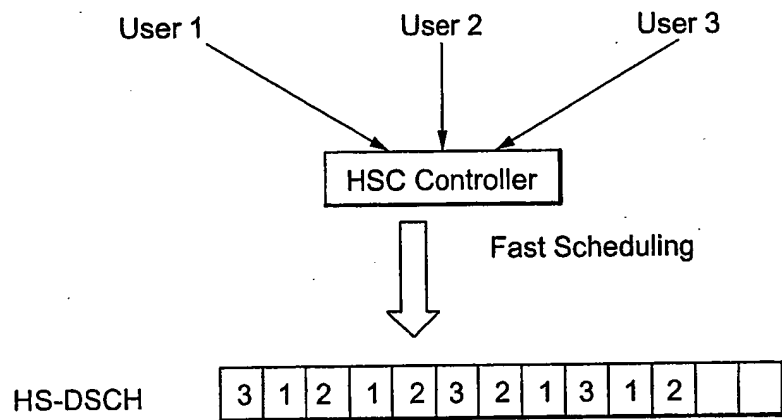 User 1 User 2 User 3
HSC Controller
Fast Scheduling
HS-DSCH 3 1 2 1 2 3 2 1 3 1 2